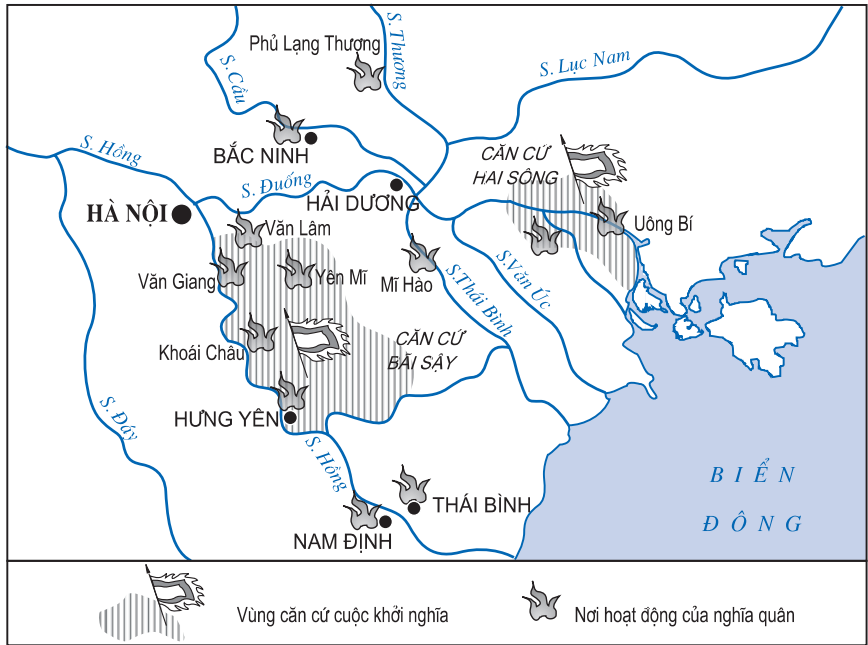 Phủ Lạng Thượng
S. Thương
S. Cầu
S. Lục Nam
S. Hồng
BẮC NINH
CĂN CỨ
HAI SÔNG
S. Đuống
HẢI DƯƠNG
HÀ NỘI
Uông Bí
Văn Lâm
Văn Giang
Yên Mĩ
Mĩ Hào
S.Văn Úc
S.Thái Bình
Khoái Châu
CĂN CỨ
BÃI SẬY
S. Đáy
HƯNG YÊN
S. Hồng
BIỂN
ĐÔNG
THÁI BÌNH
NAM ĐỊNH
Vùng căn cứ cuộc khởi nghĩa
Nơi hoạt động của nghĩa quân